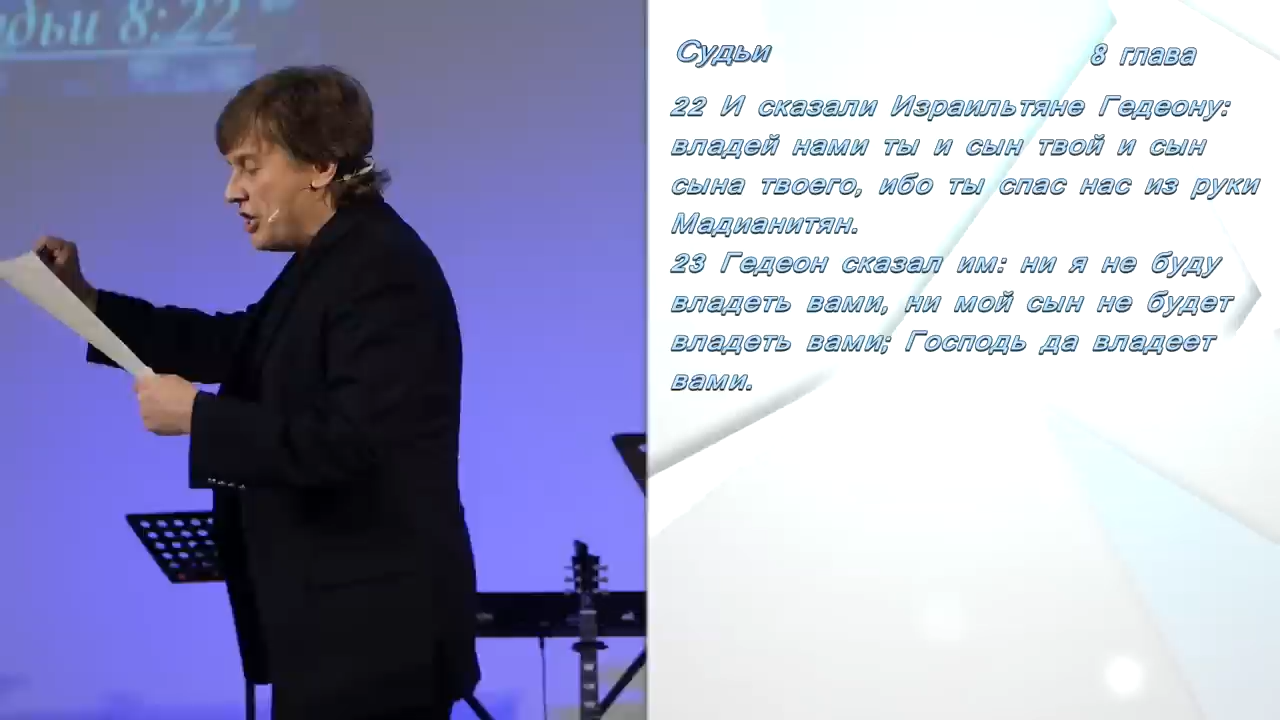 дьи 8:22
Судьи 8 глава
22 И сказали Израильтяне Гедеону:
владей нами ты и сын твой и сын
сына твоего, ибо ты спас нас из руки
Мадианитян.
23 Гедеон сказал им: ни я не буду
владеть вами, ни мой сын не будет
владеть вами; Господь да владеет
вами.